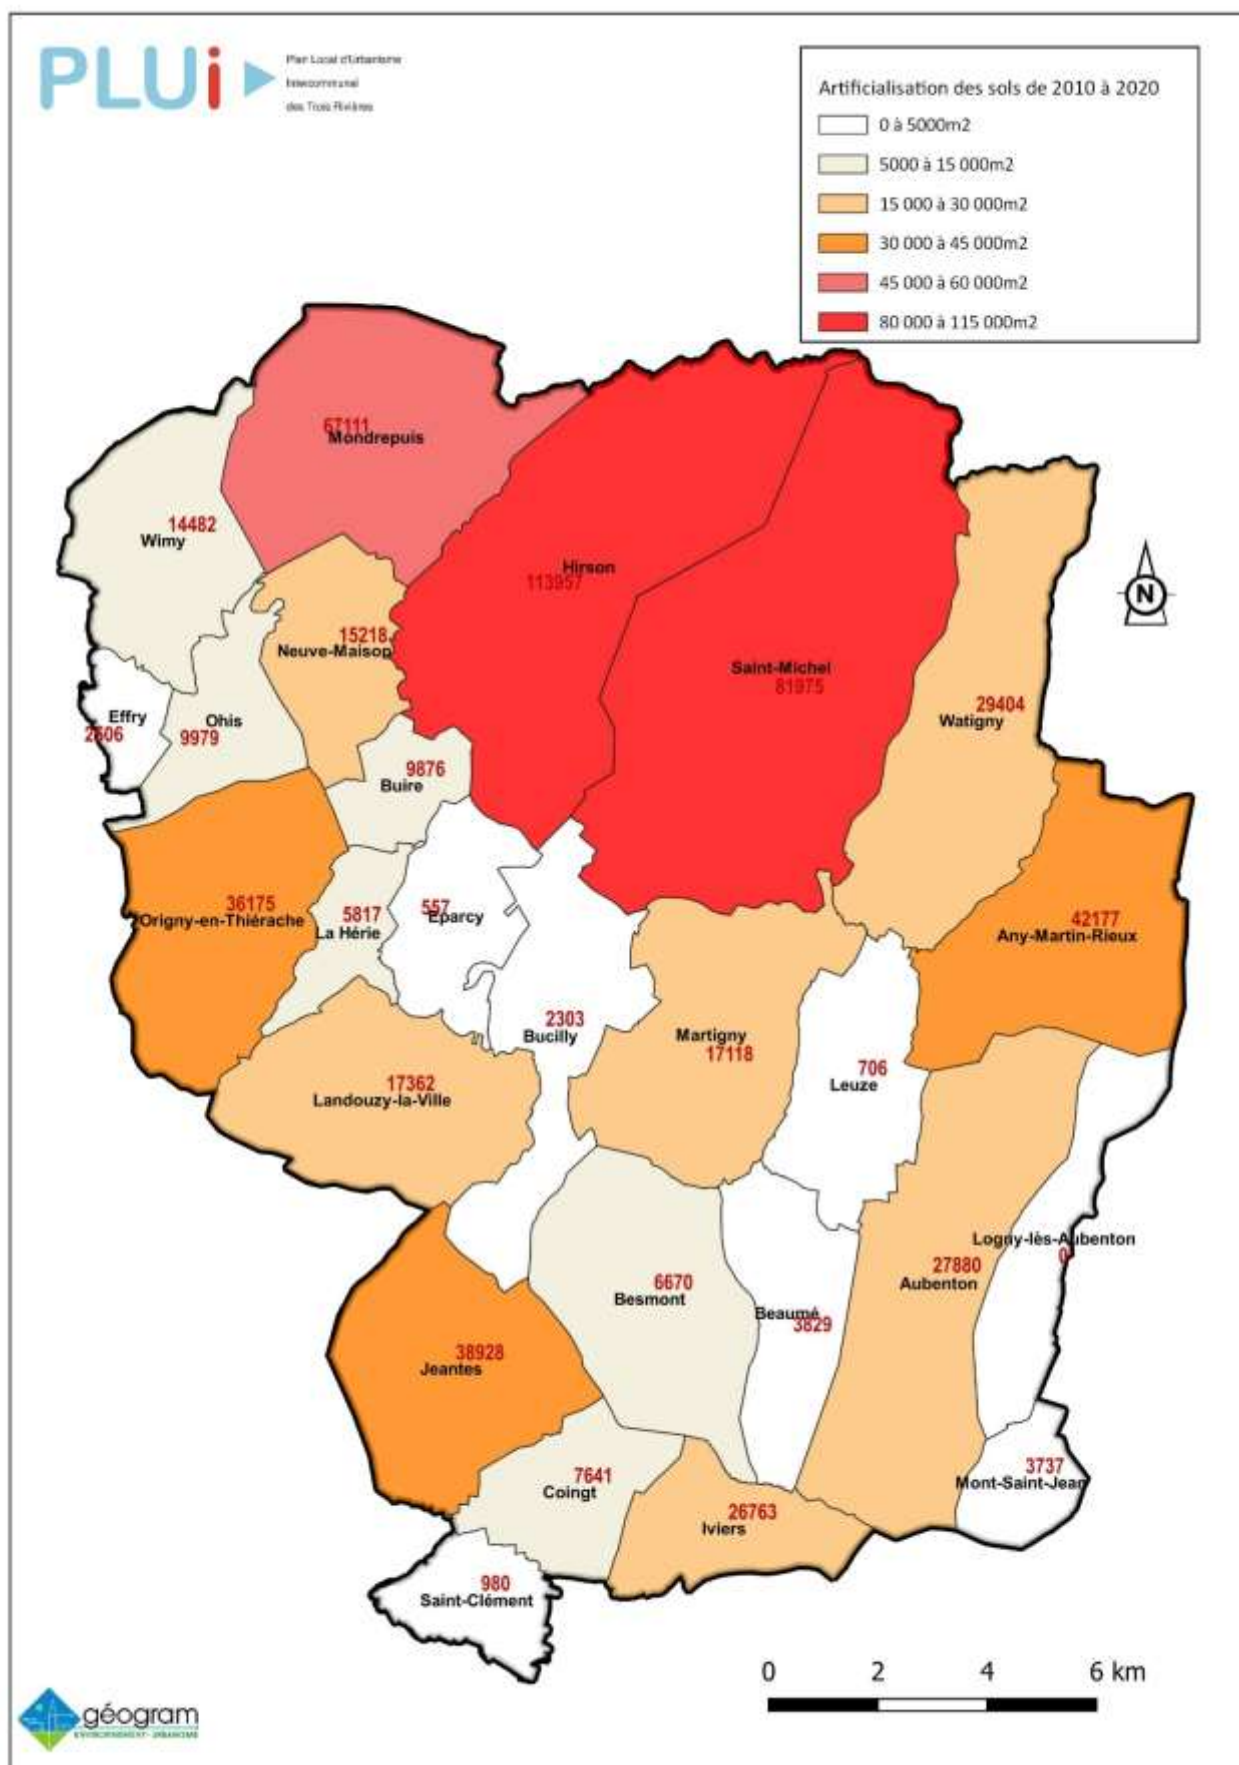 PLUi
Plan Local d'Urbanisme
Intercommunal
des Trois Rivières
Artificialisation des sols de 2010 à 2020
0 à 5000m2
5000 à 15 000m2
15 000 à 30 000m2
30 000 à 45 000m2
45 000 à 60 000m2
80 000 à 115 000m2
67111
Mondrepuis
14482
Wimy
Hirson
113957
N
15218
Neuve-Maison
Saint-Michel
81975
29404
Watigny
Effry
2606
Ohis
9979
9876
Buire
36175
Origny-en-Thiérache
5817
La Hérie
557
Eparcy
42177
Any-Martin-Rieux
2303
Bucilly
Martigny
17118
706
Leuze
17362
Landouzy-la-Ville
Logny-lès-Aubenton
0
27880
Aubenton
6670
Besmont
Beaumé
3829
38928
Jeantes
7641
Coingt
3737
Mont-Saint-Jean
26763
Iviers
980
Saint-Clément
0 2 4 6 km
géogram
ENVIRONNEMENT - URBANISME